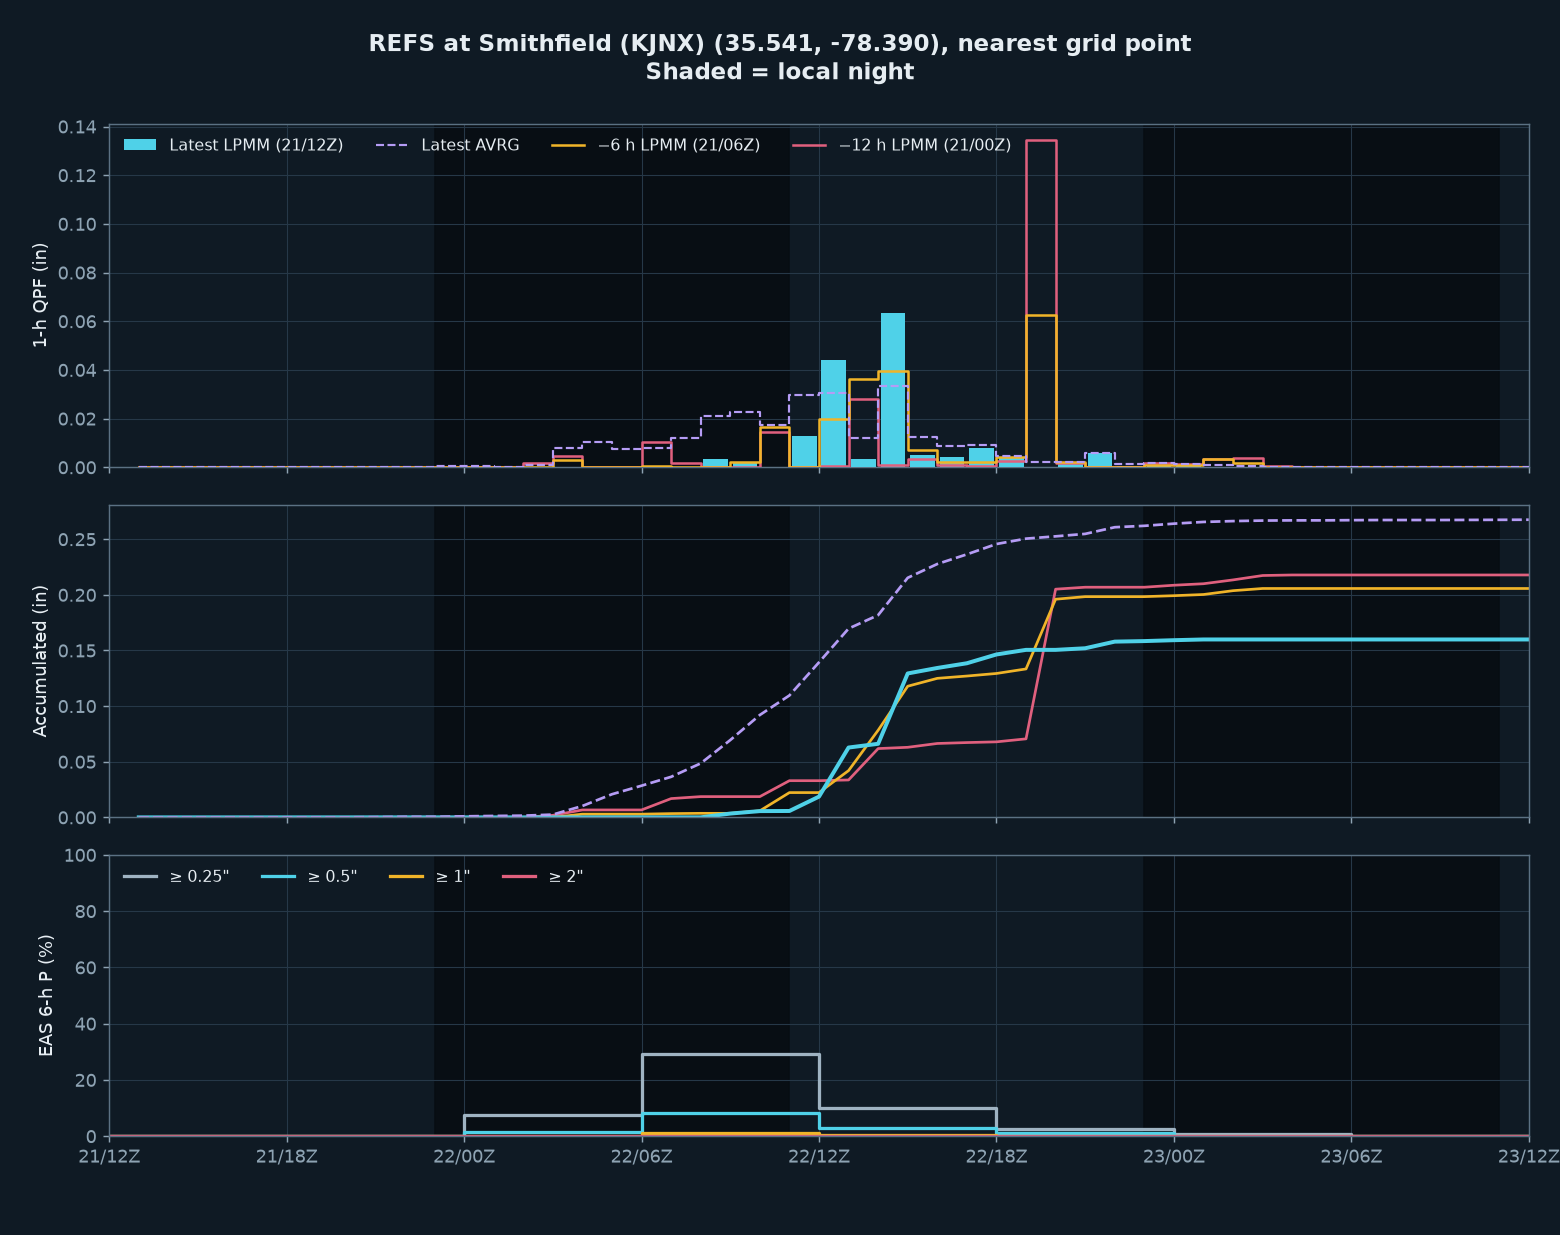 REFS at Smithfield (KJNX) (35.541, -78.390), nearest grid point
Shaded = local night
Latest LPMM (21/12Z)
Latest AVRG
−6 h LPMM (21/06Z)
−12 h LPMM (21/00Z)
1-h QPF (in)
0.14
0.12
0.10
0.08
0.06
0.04
0.02
0.00
Accumulated (in)
0.25
0.20
0.15
0.10
0.05
0.00
≥ 0.25"
≥ 0.5"
≥ 1"
≥ 2"
EAS 6-h P (%)
100
80
60
40
20
0
21/12Z
21/18Z
22/00Z
22/06Z
22/12Z
22/18Z
23/00Z
23/06Z
23/12Z